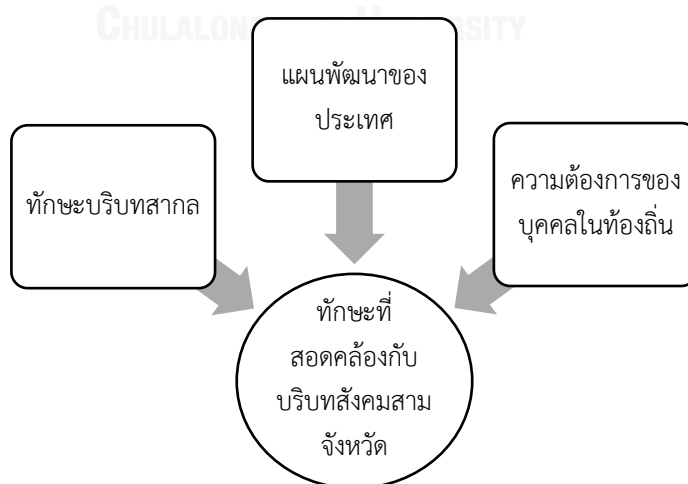 CHULALON
RSITY
แผนพัฒนาของ
ประเทศ
ทักษะบริบทสากล
ความต้องการของ
บุคคลในท้องถิ่น
ทักษะที่
สอดคล้องกับ
บริบทสังคมสาม
จังหวัด